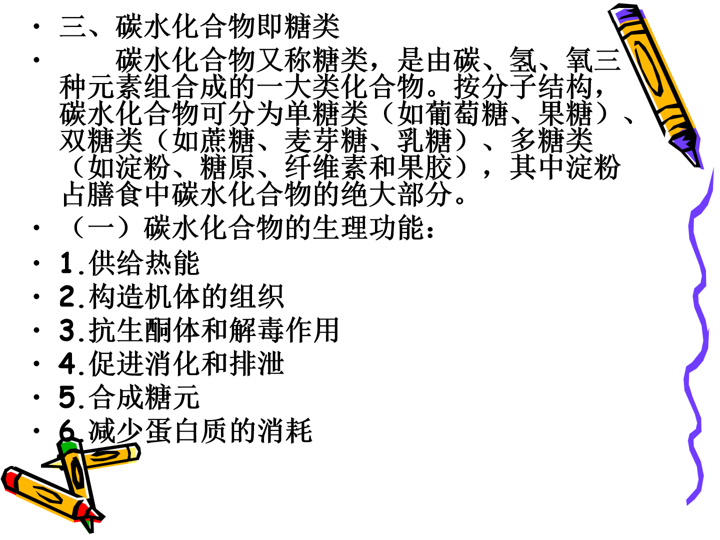 • 三、碳水化合物即糖类
• 碳水化合物又称糖类，是由碳、氢、氧三
种元素组合成的一大类化合物。按分子结构，
碳水化合物可分为单糖类（如葡萄糖、果糖）、
双糖类（如蔗糖、麦芽糖、乳糖）、多糖类
（如淀粉、糖原、纤维素和果胶），其中淀粉
占膳食中碳水化合物的绝大部分。
• （一）碳水化合物的生理功能：
• 1.供给热能
• 2.构造机体的组织
• 3.抗生酮体和解毒作用
• 4.促进消化和排泄
• 5.合成糖元
• 6.减少蛋白质的消耗